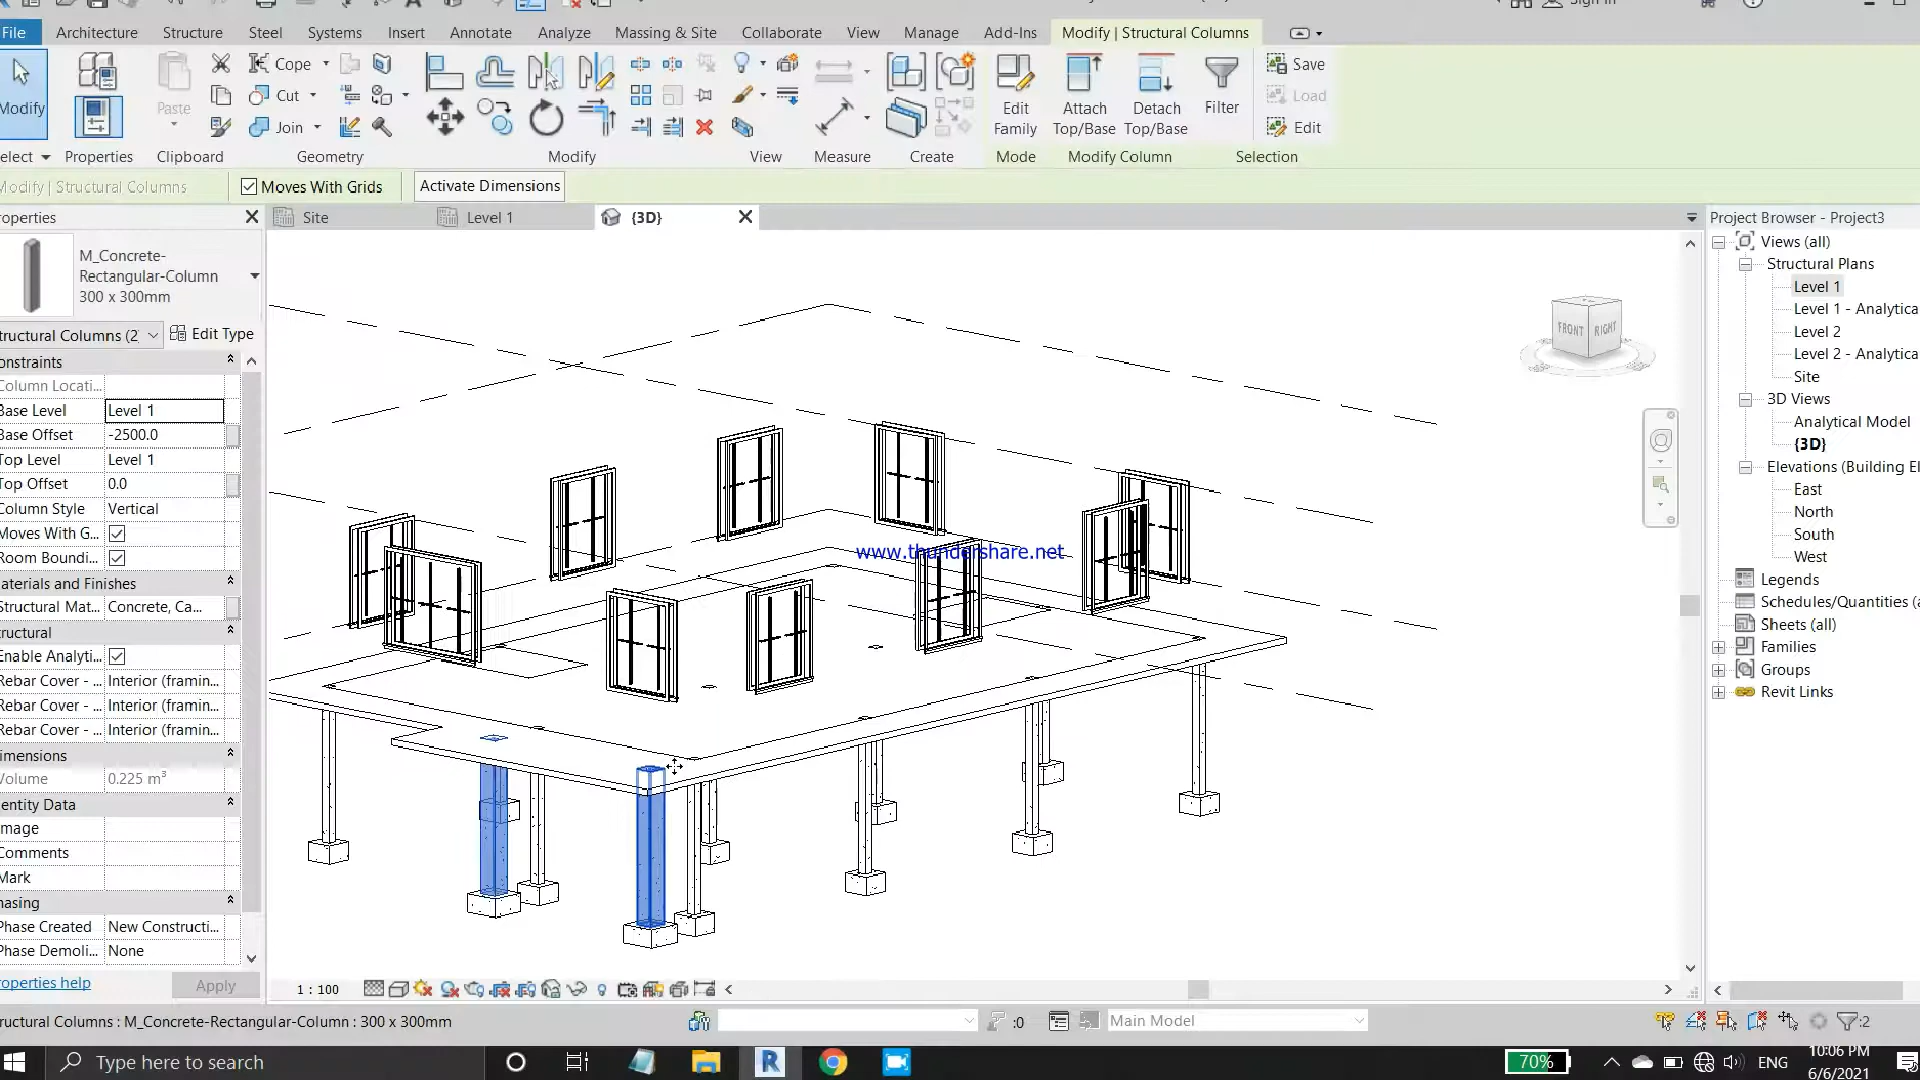 Sign In
File Architecture Structure Steel Systems Insert Annotate Analyze Massing & Site Collaborate View Manage Add-Ins Modify | Structural Columns
Modify
Paste
Cope
Cut
Join
Edit Family
Attach Top/Base
Detach Top/Base
Filter
Save
Load
Edit
elect Properties Clipboard Geometry Modify View Measure Create Mode Modify Column Selection
Modify | Structural Columns Moves With Grids Activate Dimensions
roperties
Site
Level 1
{3D}
Project Browser - Project3
M_Concrete-
Rectangular-Column
300 x 300mm
tructural Columns (2) Edit Type
onstraints
Column Locati...
Base Level Level 1
Base Offset -2500.0
Top Level Level 1
Top Offset 0.0
Column Style Vertical
Moves With G...
Room Boundi...
aterials and Finishes
Structural Mat... Concrete, Ca...
ructural
Enable Analyti...
Rebar Cover - ... Interior (framin...
Rebar Cover - ... Interior (framin...
Rebar Cover - ... Interior (framin...
imensions
Volume 0.225 m³
entity Data
mage
Comments
Mark
hasing
Phase Created New Constructi...
Phase Demoli... None
roperties help Apply
FRONT RIGHT
www.thundershare.net
Views (all)
Structural Plans
Level 1
Level 1 - Analytica
Level 2
Level 2 - Analytica
Site
3D Views
Analytical Model
{3D}
Elevations (Building El
East
North
South
West
Legends
Schedules/Quantities (a
Sheets (all)
Families
Groups
Revit Links
1 : 100
ructural Columns : M_Concrete-Rectangular-Column : 300 x 300mm
:0
Main Model
:2
Type here to search
R
70%
ENG
10:06 PM
6/6/2021